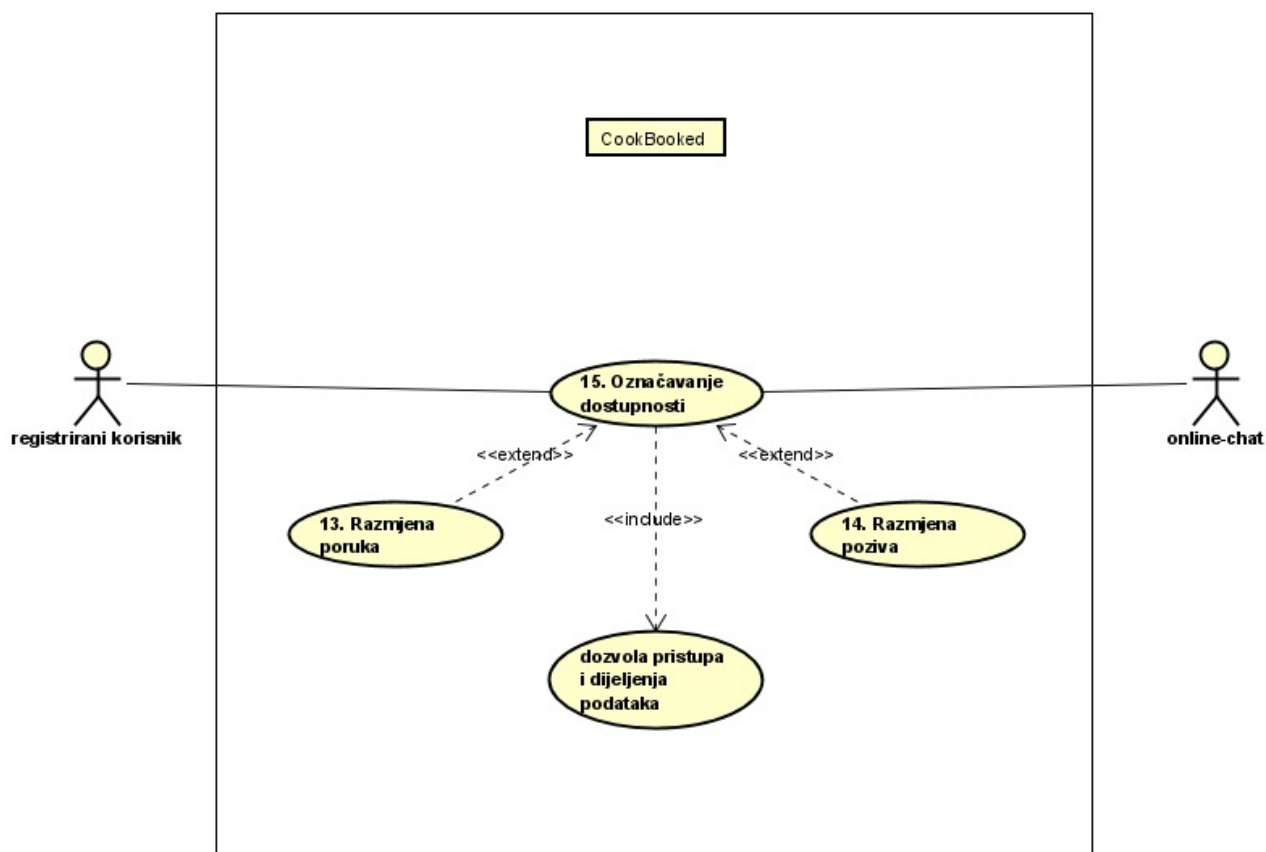 CookBooked
15. Označavanje
dostupnosti
registrirani korisnik
online-chat
<<extend>>
<<extend>>
13. Razmjena
poruka
<<include>>
14. Razmjena
poziva
dozvola pristupa
i dijeljenja
podataka